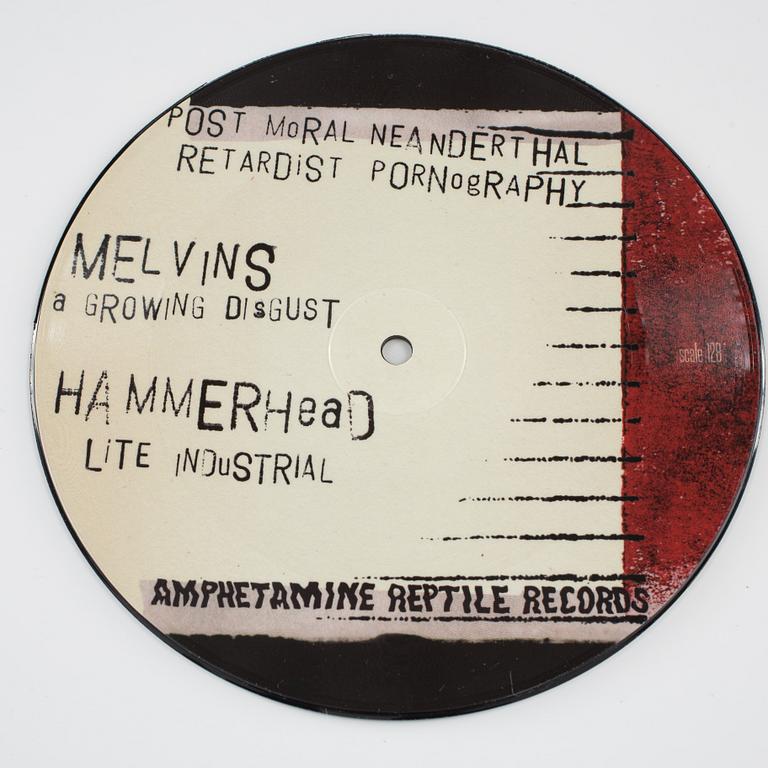 POST MoRAL NEANDERTHAL
RETARDiST PORNogRAPHY
MELVINS
a GROWING DIsGUST
HAMMERHeaD
LiTE INDuSTRIAL
scale 128
AMPHETAMINE REPTILE RECORDS